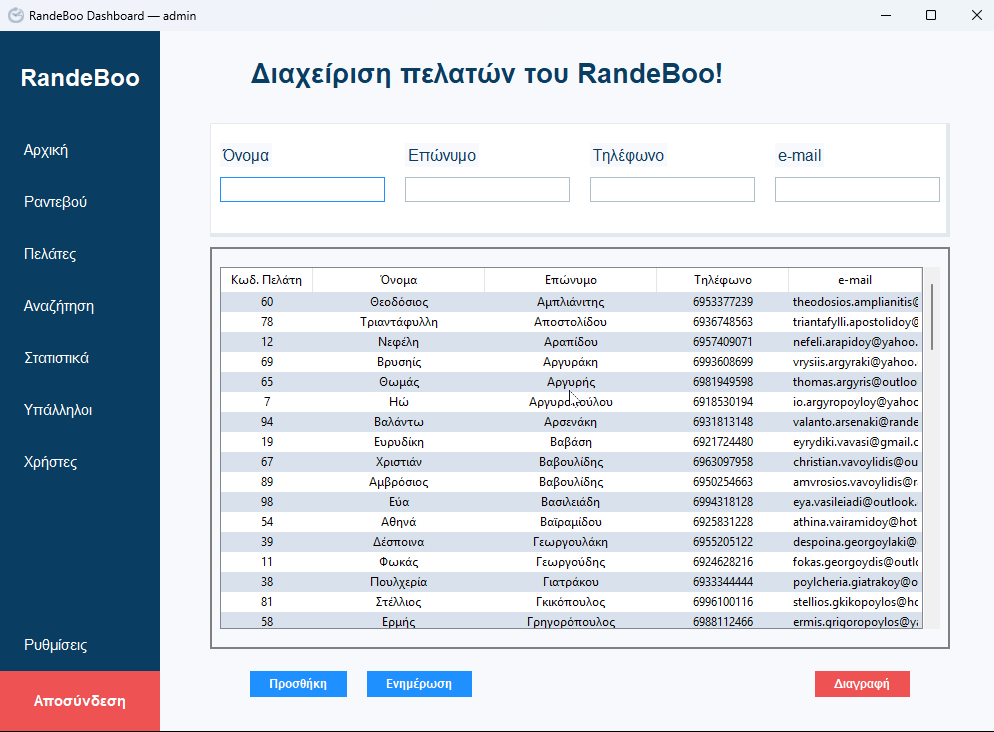 RandeBoo Dashboard — admin
RandeBoo
Αρχική
Ραντεβού
Πελάτες
Αναζήτηση
Στατιστικά
Υπάλληλοι
Χρήστες
Ρυθμίσεις
Αποσύνδεση
Διαχείριση πελατών του RandeBoo!
Όνομα Επώνυμο Τηλέφωνο e-mail
Κωδ. Πελάτη Όνομα Επώνυμο Τηλέφωνο e-mail
60 Θεοδόσιος Αμπλιάνιτης 6953377239 theodosios.amplianitis@
78 Τριαντάφυλλη Αποστολίδου 6936748563 triantafylli.apostolidoy@
12 Νεφέλη Αραπίδου 6957409071 nefeli.arapidoy@yahoo.
69 Βρυσηίς Αργυράκη 6993608699 vrysiis.argyraki@yahoo.
65 Θωμάς Αργυρής 6981949598 thomas.argyris@outloo
7 Ηώ Αργυροπούλου 6918530194 io.argyropoyloy@yahoo
94 Βαλάντω Αρσενάκη 6931813148 valanto.arsenaki@rande
19 Ευρυδίκη Βαβάση 6921724480 eyrydiki.vavasi@gmail.c
67 Χριστιάν Βαβουλίδης 6963097958 christian.vavoylidis@ou
89 Αμβρόσιος Βαβουλίδης 6950254663 amvrosios.vavoylidis@r
98 Εύα Βασιλειάδη 6994318128 eya.vasileiadi@outlook.
54 Αθηνά Βαϊραμίδου 6925831228 athina.vairamidoy@hot
39 Δέσποινα Γεωργουλάκη 6955205122 despoina.georgoylaki@
11 Φωκάς Γεωργούδης 6924628216 fokas.georgoydis@outlo
38 Πουλχερία Γιατράκου 6933344444 poylcheria.giatrakoy@o
81 Στέλλιος Γκικόπουλος 6996100116 stellios.gkikopoylos@ho
58 Ερμής Γρηγορόπουλος 6988112466 ermis.grigoropoylos@ya
Προσθήκη Ενημέρωση Διαγραφή